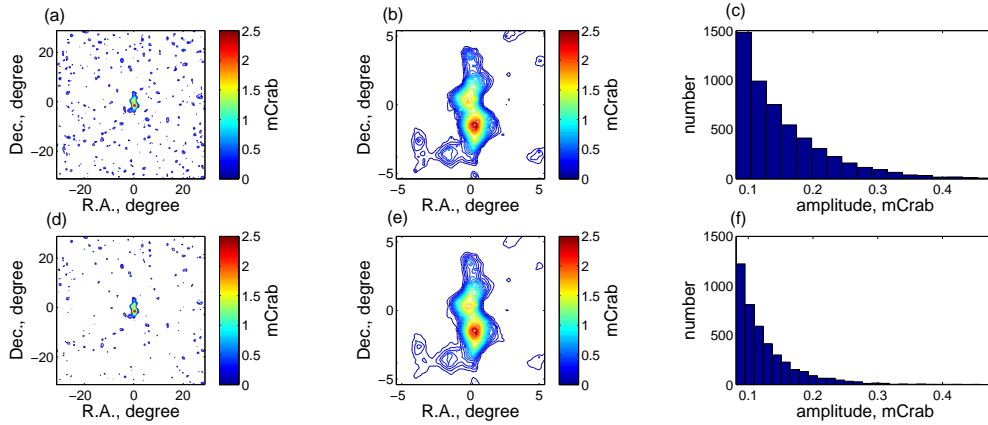 (a)
Dec., degree
20
0
−20
−20
0
20
R.A., degree
2.5
2
1.5
1
0.5
0
mCrab
(b)
Dec., degree
5
0
−5
−5
0
5
R.A., degree
2.5
2
1.5
1
0.5
0
mCrab
(c)
number
1500
1000
500
0
0.1
0.2
0.3
0.4
amplitude, mCrab
(d)
Dec., degree
20
0
−20
−20
0
20
R.A., degree
2.5
2
1.5
1
0.5
0
mCrab
(e)
Dec., degree
5
0
−5
−5
0
5
R.A., degree
2.5
2
1.5
1
0.5
0
mCrab
(f)
number
1500
1000
500
0
0.1
0.2
0.3
0.4
amplitude, mCrab